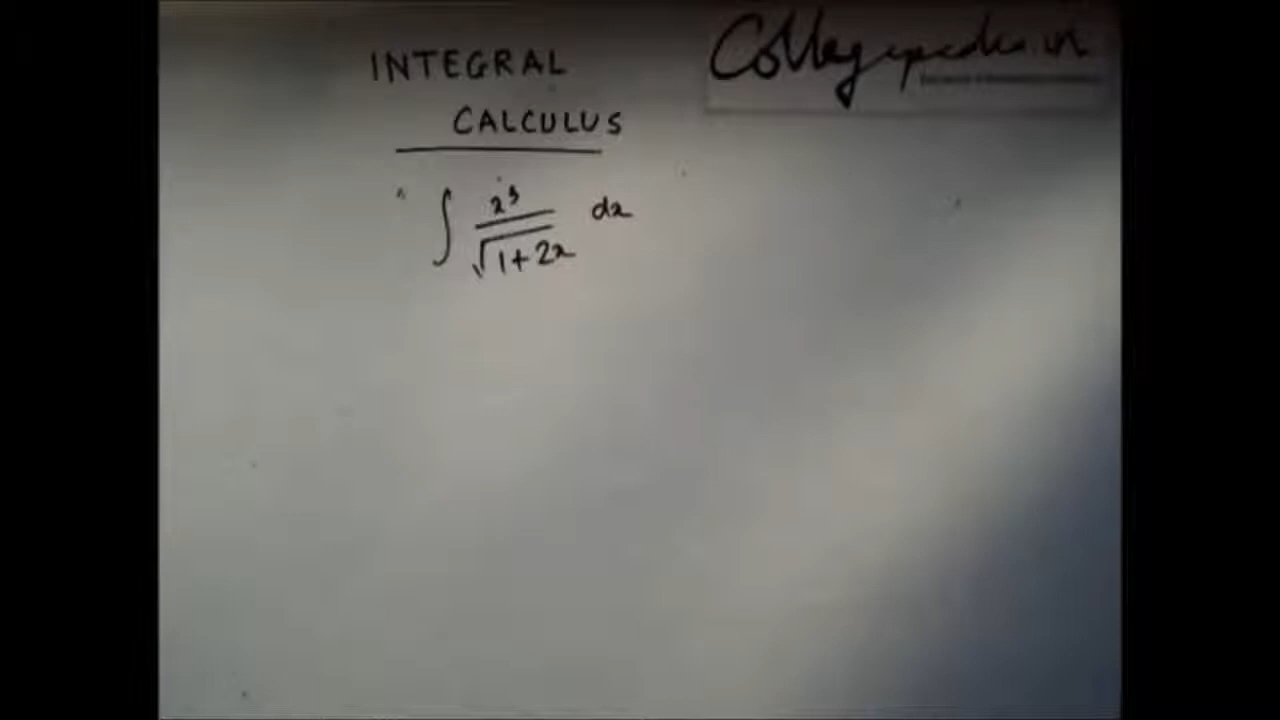 Collegepedia.in
INTEGRAL
CALCULUS
∫ x³/√(1+2x) dx